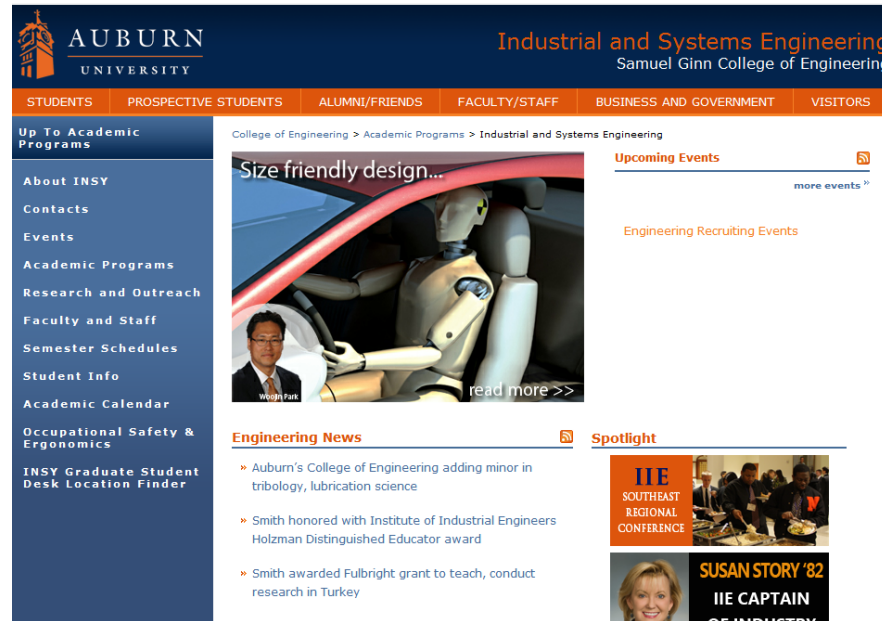 AUBURN
UNIVERSITY
Industrial and Systems Engineering
Samuel Ginn College of Engineering
STUDENTS
PROSPECTIVE STUDENTS
ALUMNI/FRIENDS
FACULTY/STAFF
BUSINESS AND GOVERNMENT
VISITORS
Up To Academic
Programs
About INSY
Contacts
Events
Academic Programs
Research and Outreach
Faculty and Staff
Semester Schedules
Student Info
Academic Calendar
Occupational Safety &
Ergonomics
INSY Graduate Student
Desk Location Finder
College of Engineering > Academic Programs > Industrial and Systems Engineering
Size friendly design...
Woojin Park
read more >>
Upcoming Events
more events »
Engineering Recruiting Events
Engineering News
» Auburn's College of Engineering adding minor in
tribology, lubrication science
» Smith honored with Institute of Industrial Engineers
Holzman Distinguished Educator award
» Smith awarded Fulbright grant to teach, conduct
research in Turkey
Spotlight
IIE
SOUTHEAST
REGIONAL
CONFERENCE
SUSAN STORY '82
IIE CAPTAIN
OF INDUSTRY